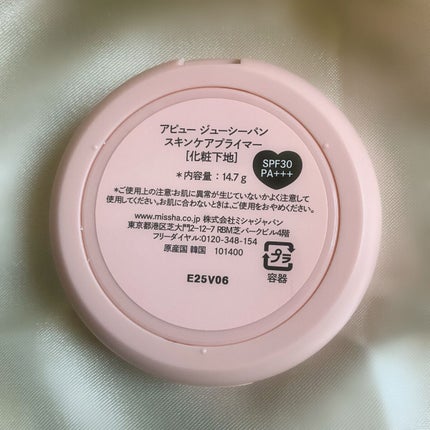 アピュー ジューシーパン
スキンケアプライマー
[化粧下地]
SPF30
PA+++
*内容量：14.7g
*ご使用上の注意:お肌に異常が生じていないかよく注意して
使用してください。お肌に合わないときは、ご使用をおやめください。
www.missha.co.jp 株式会社ミシャジャパン
東京都港区芝大門2-12-7 RBM芝パークビル4階
フリーダイヤル:0120-348-154
原産国 韓国 101400
プラ
容器
E25V06